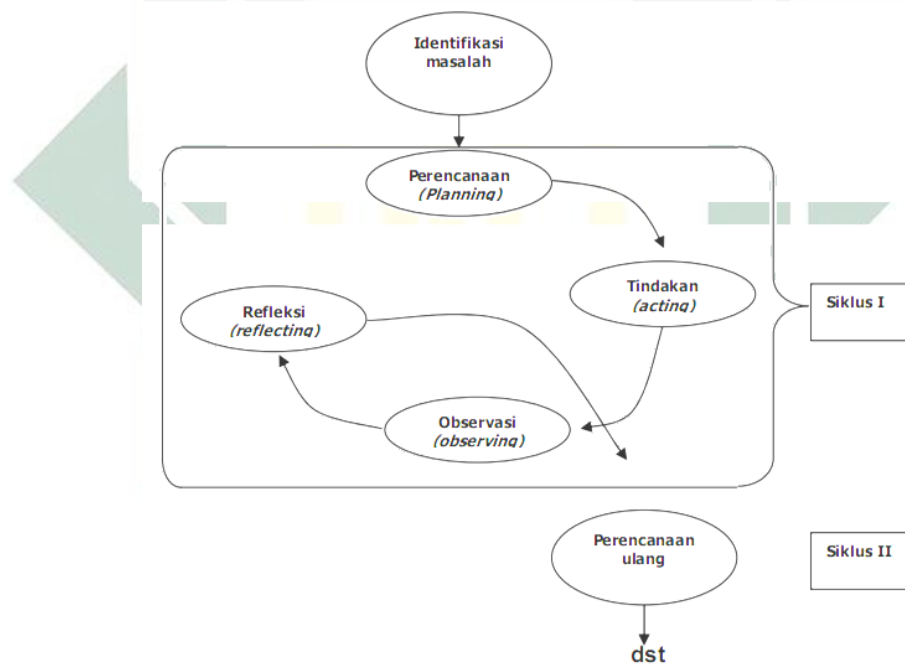 Identifikasi
masalah
Perencanaan
(Planning)
Tindakan
(acting)
Siklus I
Refleksi
(reflecting)
Observasi
(observing)
Perencanaan
ulang
Siklus II
dst